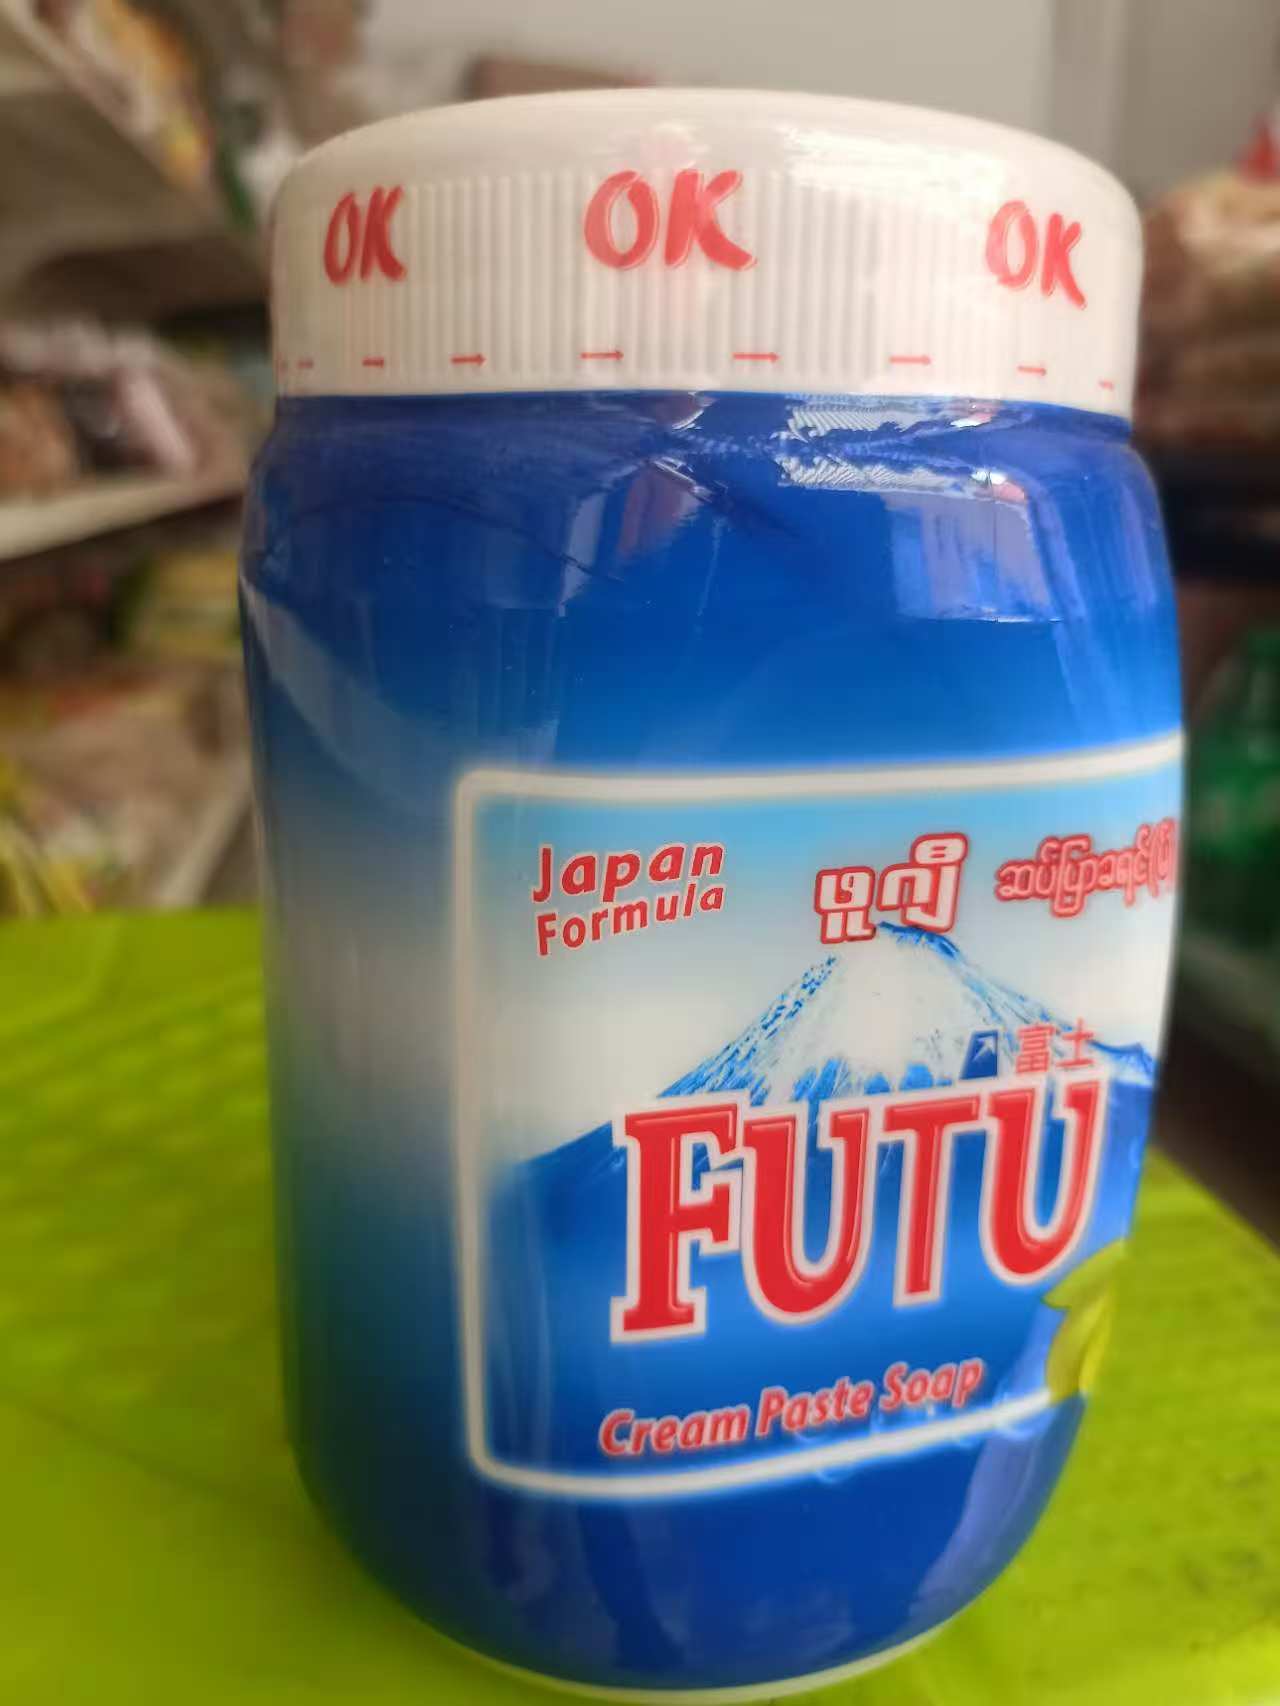 OK OK OK
Japan
Formula
ဖူဂျီ
富士
FUTU
Cream Paste Soap